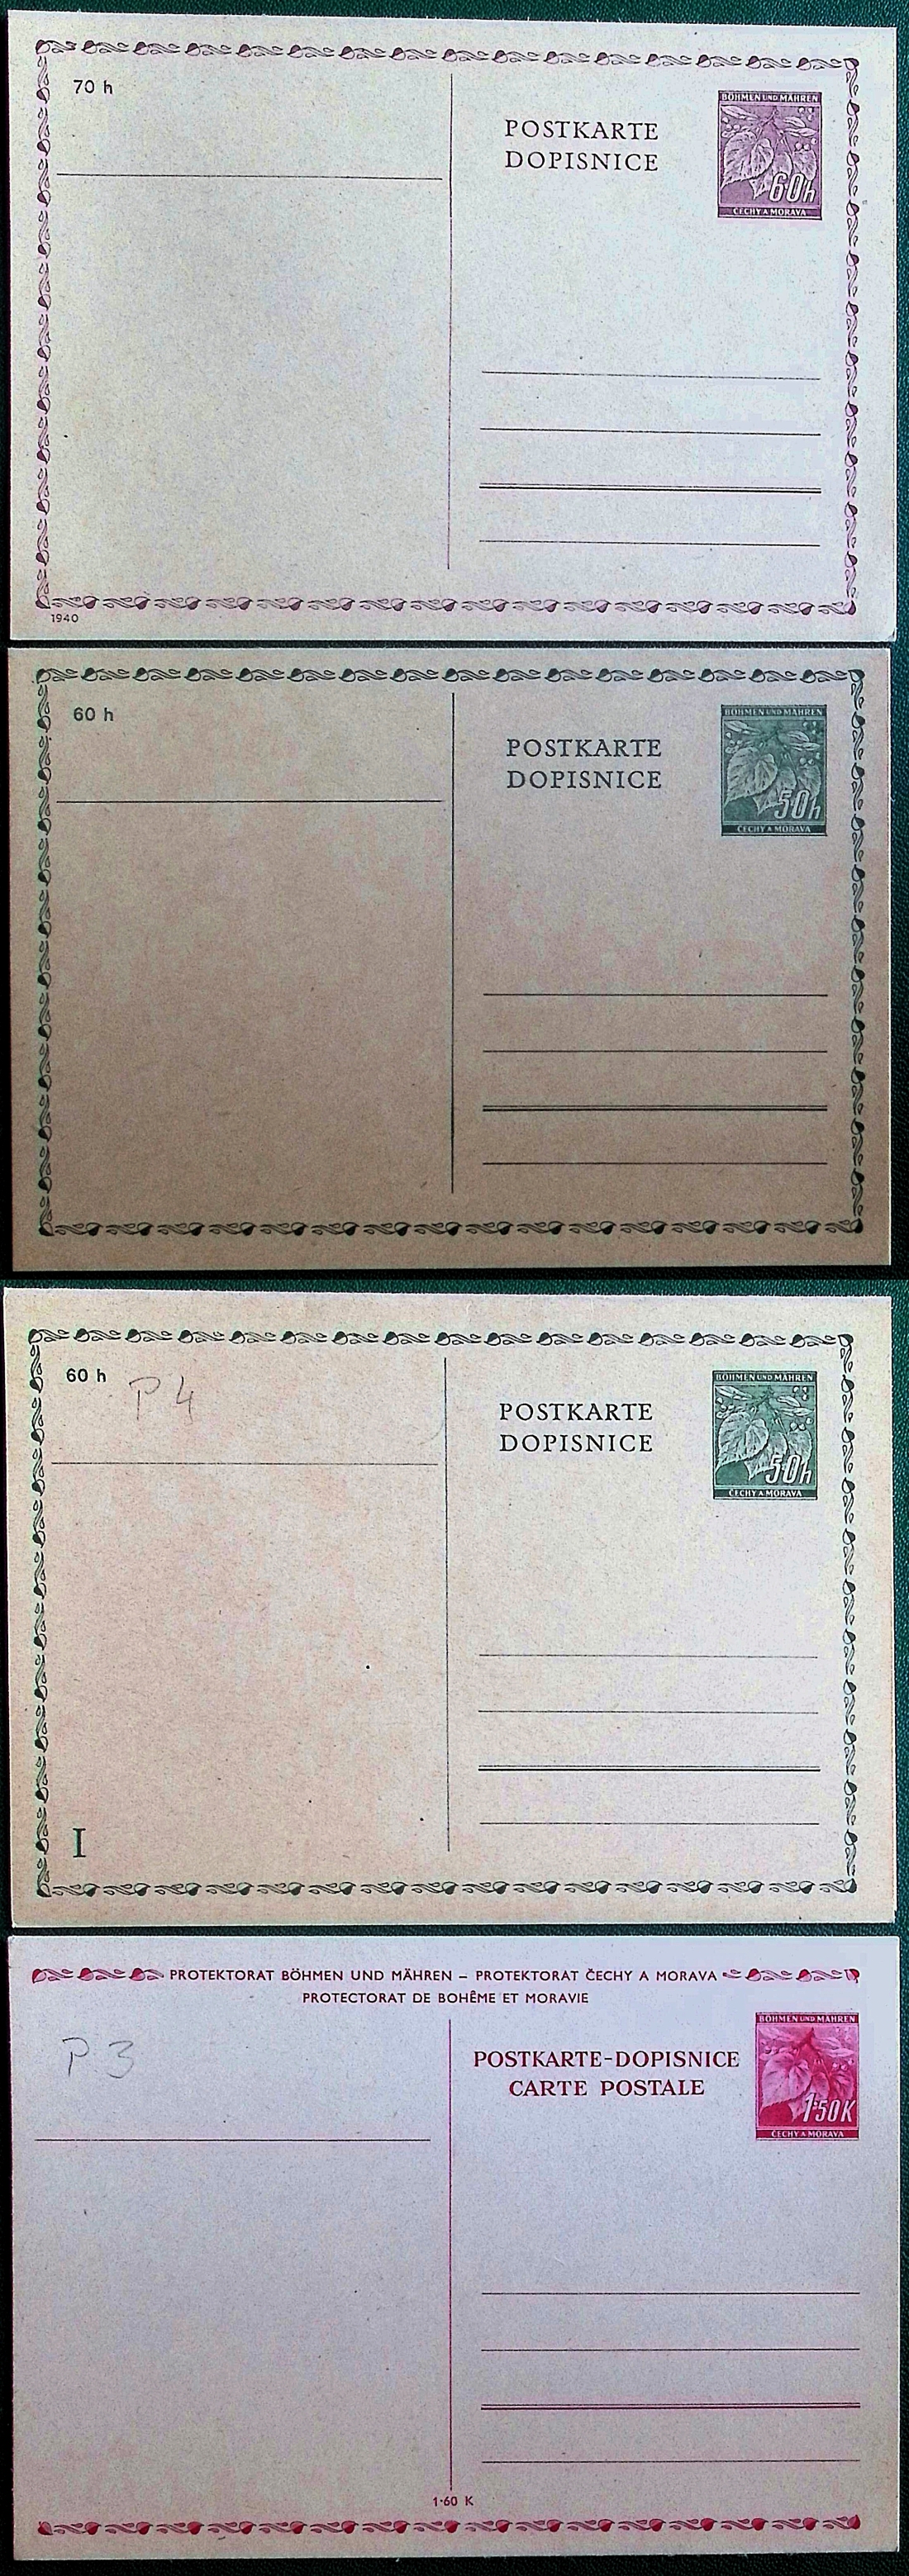 70 h
POSTKARTE
DOPISNICE
BÖHMEN UND MÄHREN
60h
ČECHY A MORAVA
1940
60 h
POSTKARTE
DOPISNICE
BÖHMEN UND MÄHREN
50h
ČECHY A MORAVA
60 h
P4
POSTKARTE
DOPISNICE
BÖHMEN UND MÄHREN
50h
ČECHY A MORAVA
I
PROTEKTORAT BÖHMEN UND MÄHREN – PROTEKTORAT ČECHY A MORAVA
PROTECTORAT DE BOHÊME ET MORAVIE
P3
POSTKARTE-DOPISNICE
CARTE POSTALE
BÖHMEN UND MÄHREN
1·50K
ČECHY A MORAVA
1·60 K